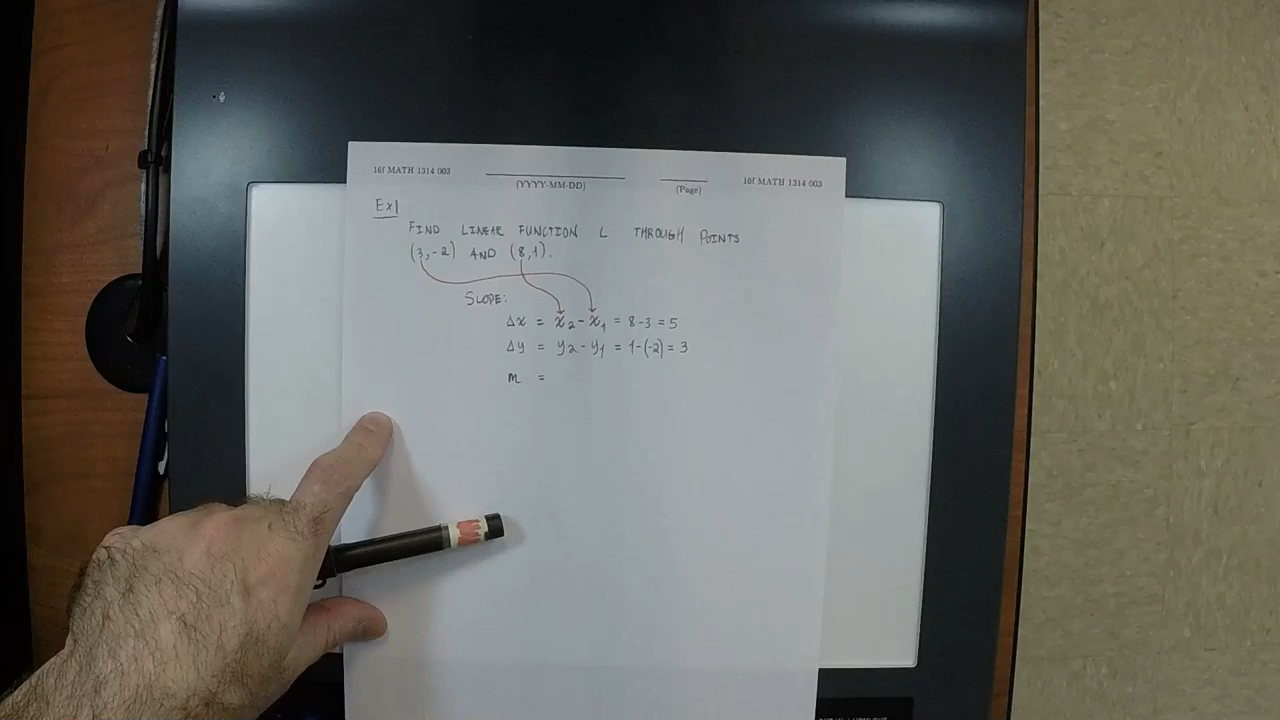 16f MATH 1314 003 (YYYY-MM-DD) (Page) 16f MATH 1314 003
Ex1
FIND LINEAR FUNCTION L THROUGH POINTS
(3,-2) AND (8,1).
SLOPE:
Δx = x₂-x₁ = 8-3 = 5
Δy = y₂-y₁ = 1-(-2) = 3
m =